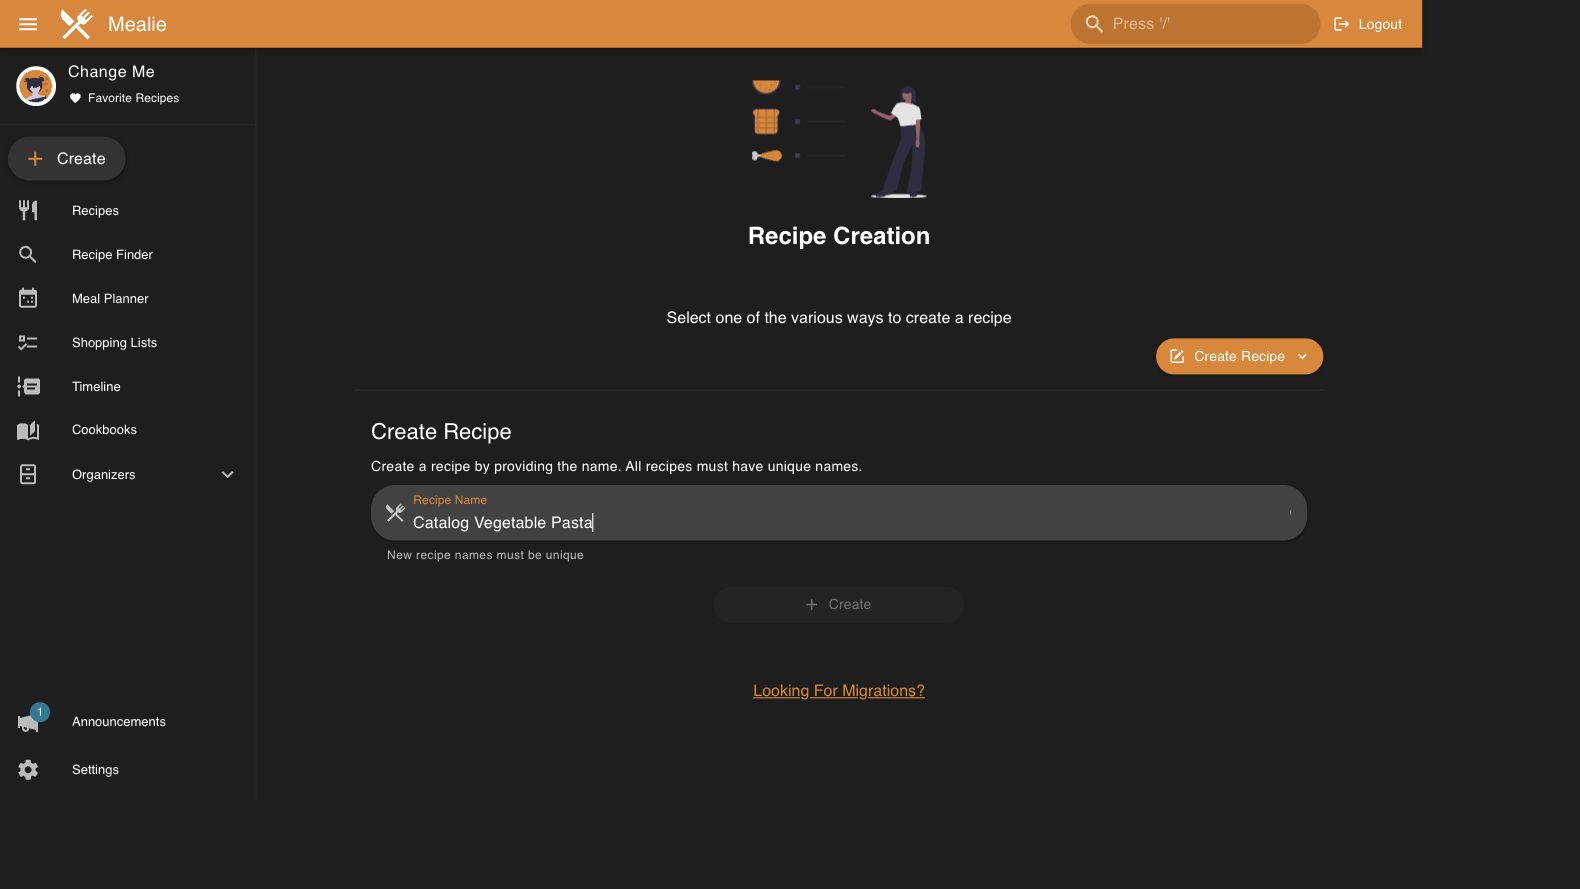 Mealie
Press '/'
Logout
Change Me
Favorite Recipes
Create
Recipes
Recipe Finder
Meal Planner
Shopping Lists
Timeline
Cookbooks
Organizers
1
Announcements
Settings
Recipe Creation
Select one of the various ways to create a recipe
Create Recipe
Create Recipe
Create a recipe by providing the name. All recipes must have unique names.
Recipe Name
Catalog Vegetable Pasta
New recipe names must be unique
Create
Looking For Migrations?